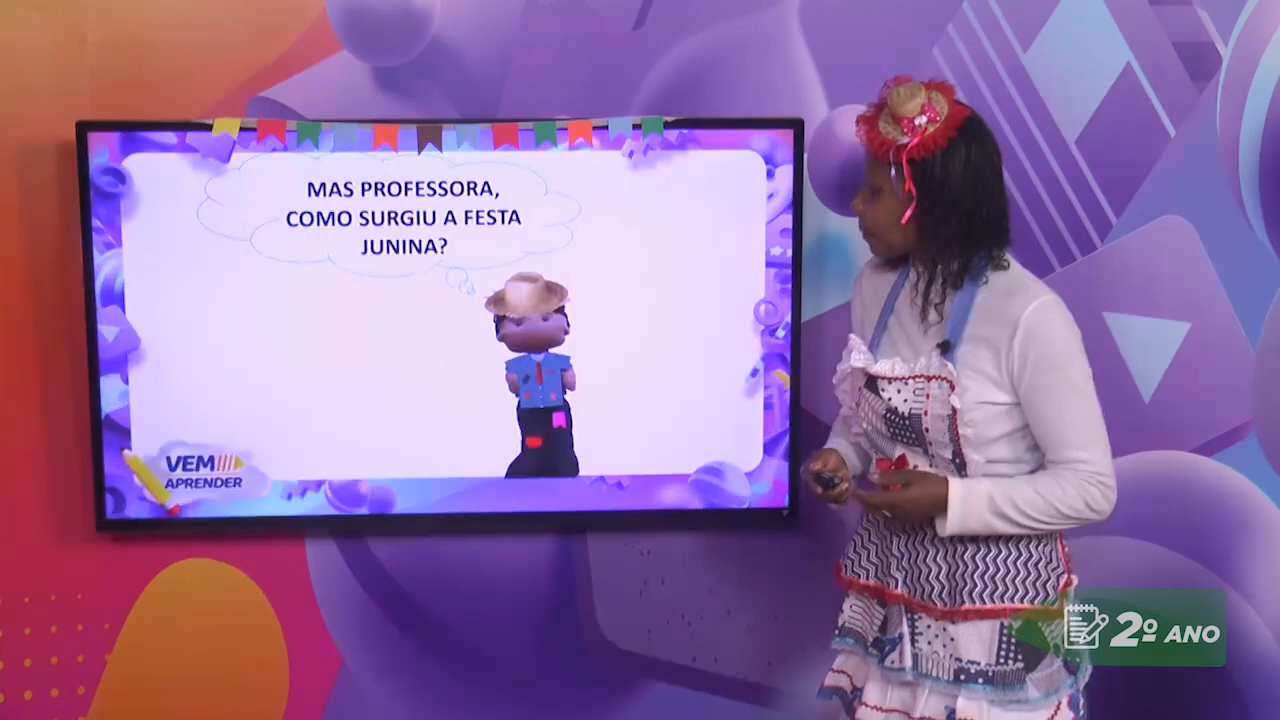 MAS PROFESSORA,
COMO SURGIU A FESTA
JUNINA?
VEM
APRENDER
2º ANO